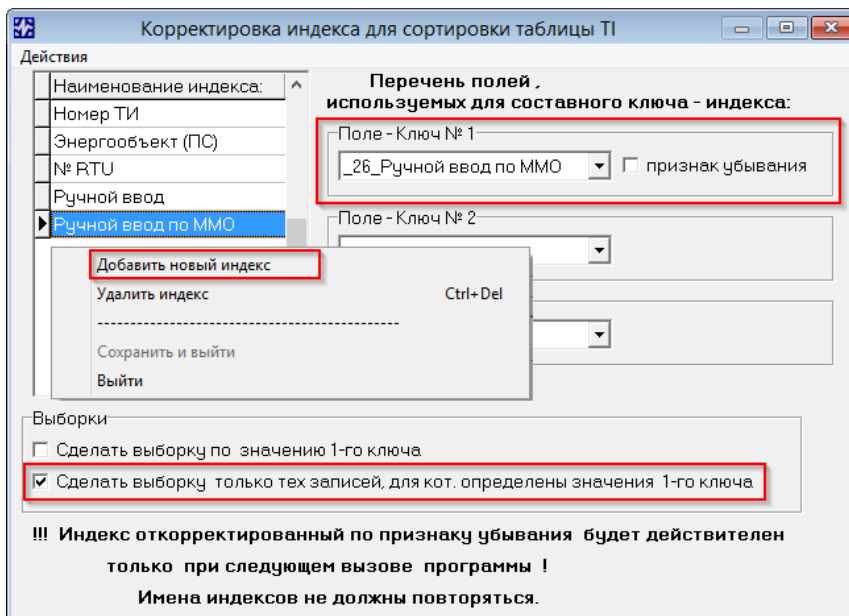 Корректировка индекса для сортировки таблицы TI
Действия
Наименование индекса:
Номер ТИ
Энергообъект (ПС)
№ RTU
Ручной ввод
Ручной ввод по ММО
Перечень полей ,
используемых для составного ключа - индекса:
Поле - Ключ № 1
_26_Ручной ввод по ММО
признак убывания
Поле - Ключ № 2
Добавить новый индекс
Удалить индекс Ctrl+Del
----------------------------------------------
Сохранить и выйти
Выйти
Выборки
Сделать выборку по значению 1-го ключа
Сделать выборку только тех записей, для кот. определены значения 1-го ключа
!!! Индекс откорректированный по признаку убывания будет действителен
только при следующем вызове программы !
Имена индексов не должны повторяться.